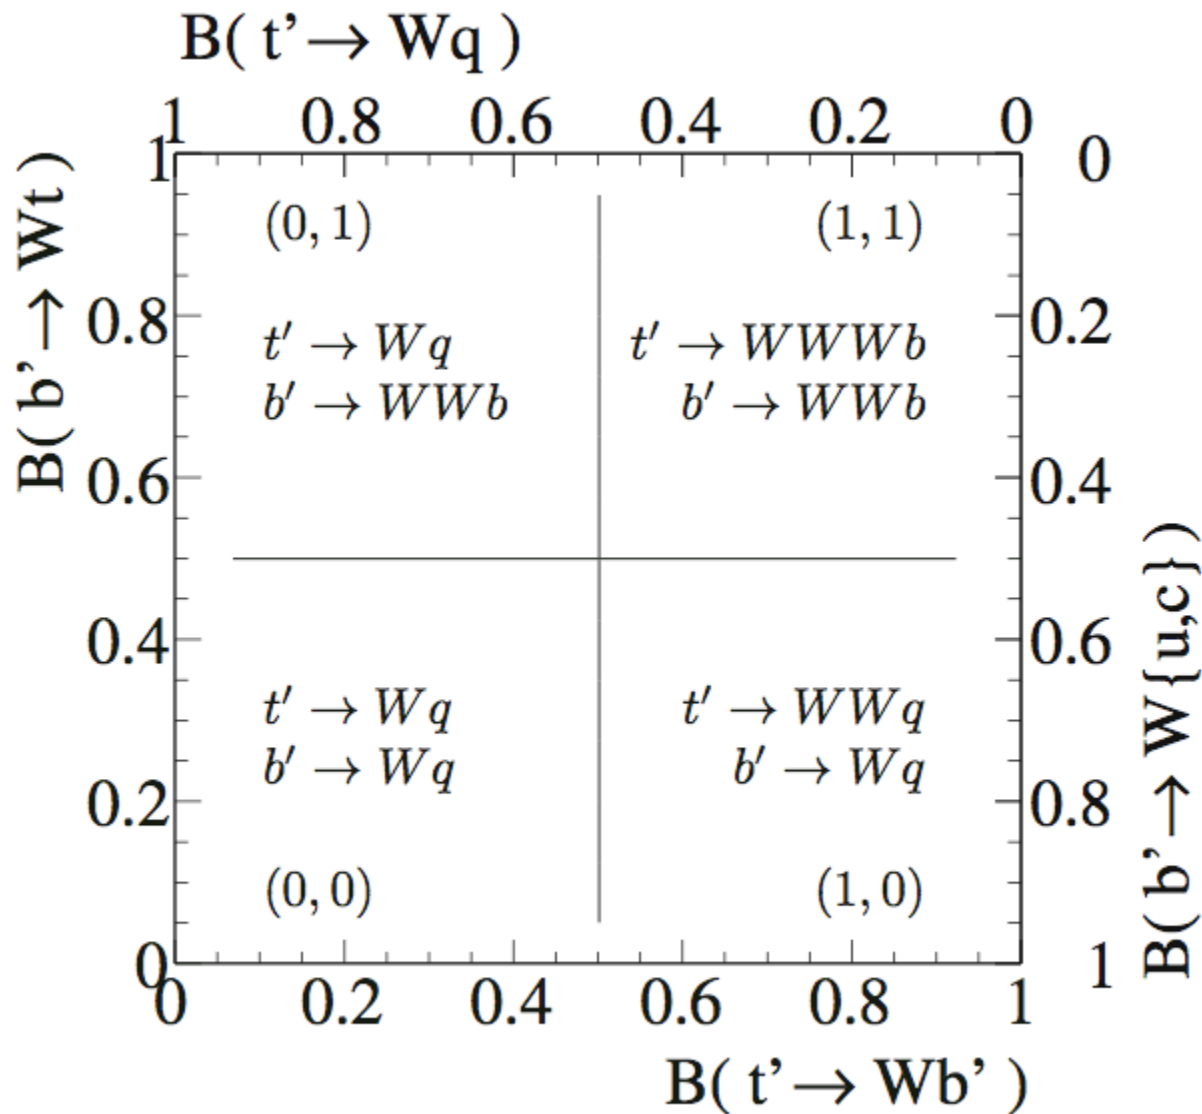 B( t' → Wq )
1 0.8 0.6 0.4 0.2 0
B( b' → Wt )
1 0
(0, 1) (1, 1)
0.8 0.2
t′ → Wq t′ → WWWb
b′ → WWb b′ → WWb
0.6 0.4
B( b' → W{u,c} )
0.4 0.6
t′ → Wq t′ → WWq
b′ → Wq b′ → Wq
0.2 0.8
(0, 0) (1, 0)
0 1
0 0.2 0.4 0.6 0.8 1
B( t' → Wb' )